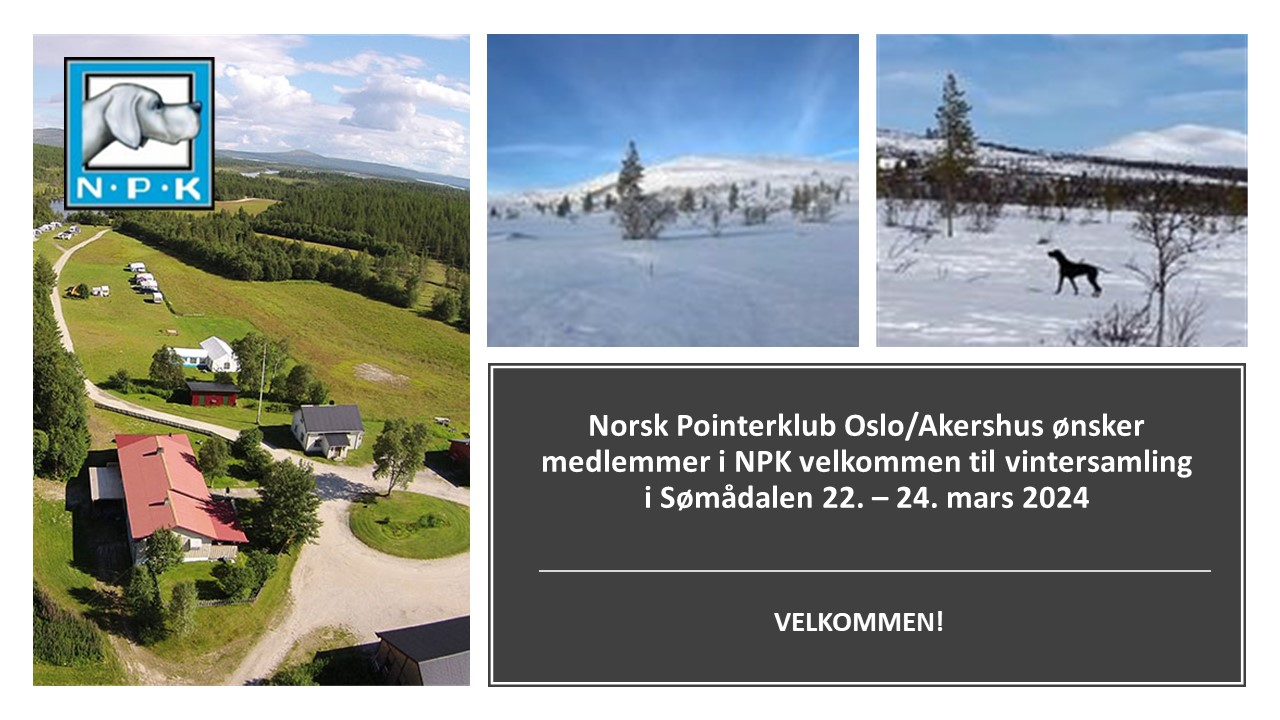 N·P·K
Norsk Pointerklub Oslo/Akershus ønsker
medlemmer i NPK velkommen til vintersamling
i Sømådalen 22. – 24. mars 2024
VELKOMMEN!